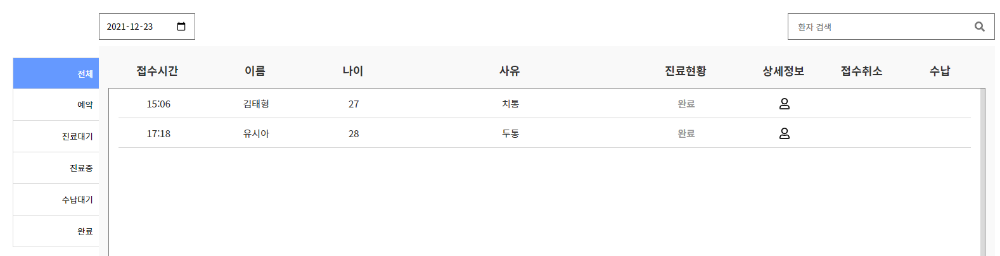 2021-12-23
환자 검색
전체
예약
진료대기
진료중
수납대기
완료
접수시간 이름 나이 사유 진료현황 상세정보 접수취소 수납
15:06 김태형 27 치통 완료
17:18 유시아 28 두통 완료